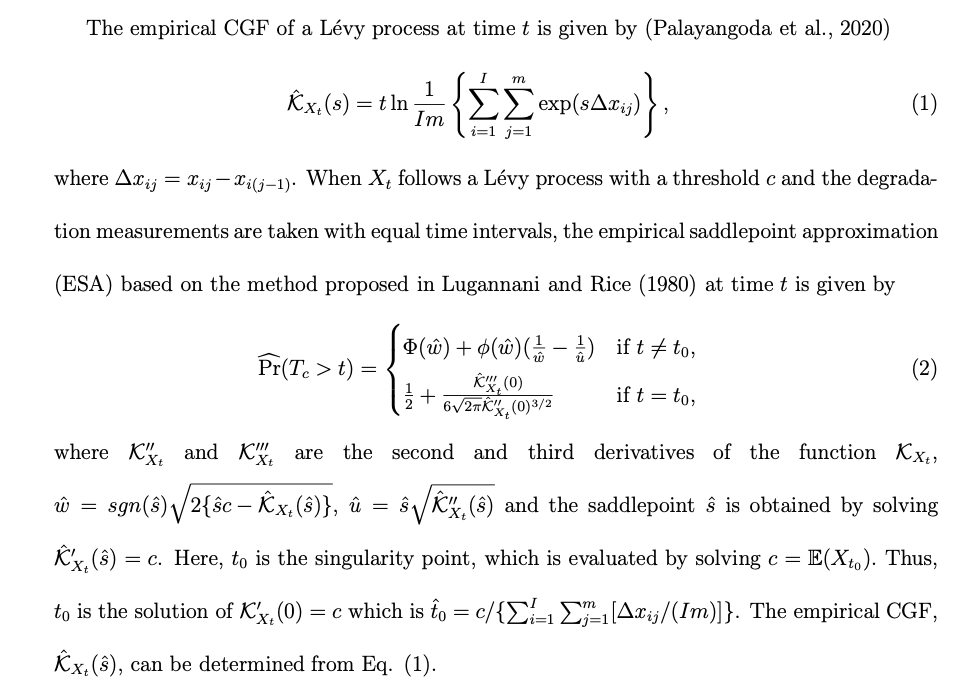 The empirical CGF of a Lévy process at time t is given by (Palayangoda et al., 2020)
$\hat{\mathcal{K}}_{X_t}(s) = t \ln \frac{1}{Im} \left\{ \sum_{i=1}^{I} \sum_{j=1}^{m} \exp(s\Delta x_{ij}) \right\},$ (1)
where $\Delta x_{ij} = x_{ij} - x_{i(j-1)}$. When $X_t$ follows a Lévy process with a threshold c and the degrada-
tion measurements are taken with equal time intervals, the empirical saddlepoint approximation
(ESA) based on the method proposed in Lugannani and Rice (1980) at time t is given by
$\widehat{\Pr}(T_c > t) = \begin{cases} \Phi(\hat{w}) + \phi(\hat{w})(\frac{1}{\hat{w}} - \frac{1}{\hat{u}}) & \text{if } t \neq t_0, \\ \frac{1}{2} + \frac{\hat{\mathcal{K}}'''_{X_t}(0)}{6\sqrt{2\pi}\hat{\mathcal{K}}''_{X_t}(0)^{3/2}} & \text{if } t = t_0, \end{cases}$ (2)
where $\mathcal{K}''_{X_t}$ and $\mathcal{K}'''_{X_t}$ are the second and third derivatives of the function $\mathcal{K}_{X_t}$,
$\hat{w} = sgn(\hat{s})\sqrt{2\{\hat{s}c - \hat{\mathcal{K}}_{X_t}(\hat{s})\}}$, $\hat{u} = \hat{s}\sqrt{\hat{\mathcal{K}}''_{X_t}(\hat{s})}$ and the saddlepoint $\hat{s}$ is obtained by solving
$\hat{\mathcal{K}}'_{X_t}(\hat{s}) = c$. Here, $t_0$ is the singularity point, which is evaluated by solving $c = \mathbb{E}(X_{t_0})$. Thus,
$t_0$ is the solution of $\mathcal{K}'_{X_t}(0) = c$ which is $\hat{t}_0 = c/\{\sum_{i=1}^{I} \sum_{j=1}^{m} [\Delta x_{ij}/(Im)]\}$. The empirical CGF,
$\hat{\mathcal{K}}_{X_t}(\hat{s})$, can be determined from Eq. (1).